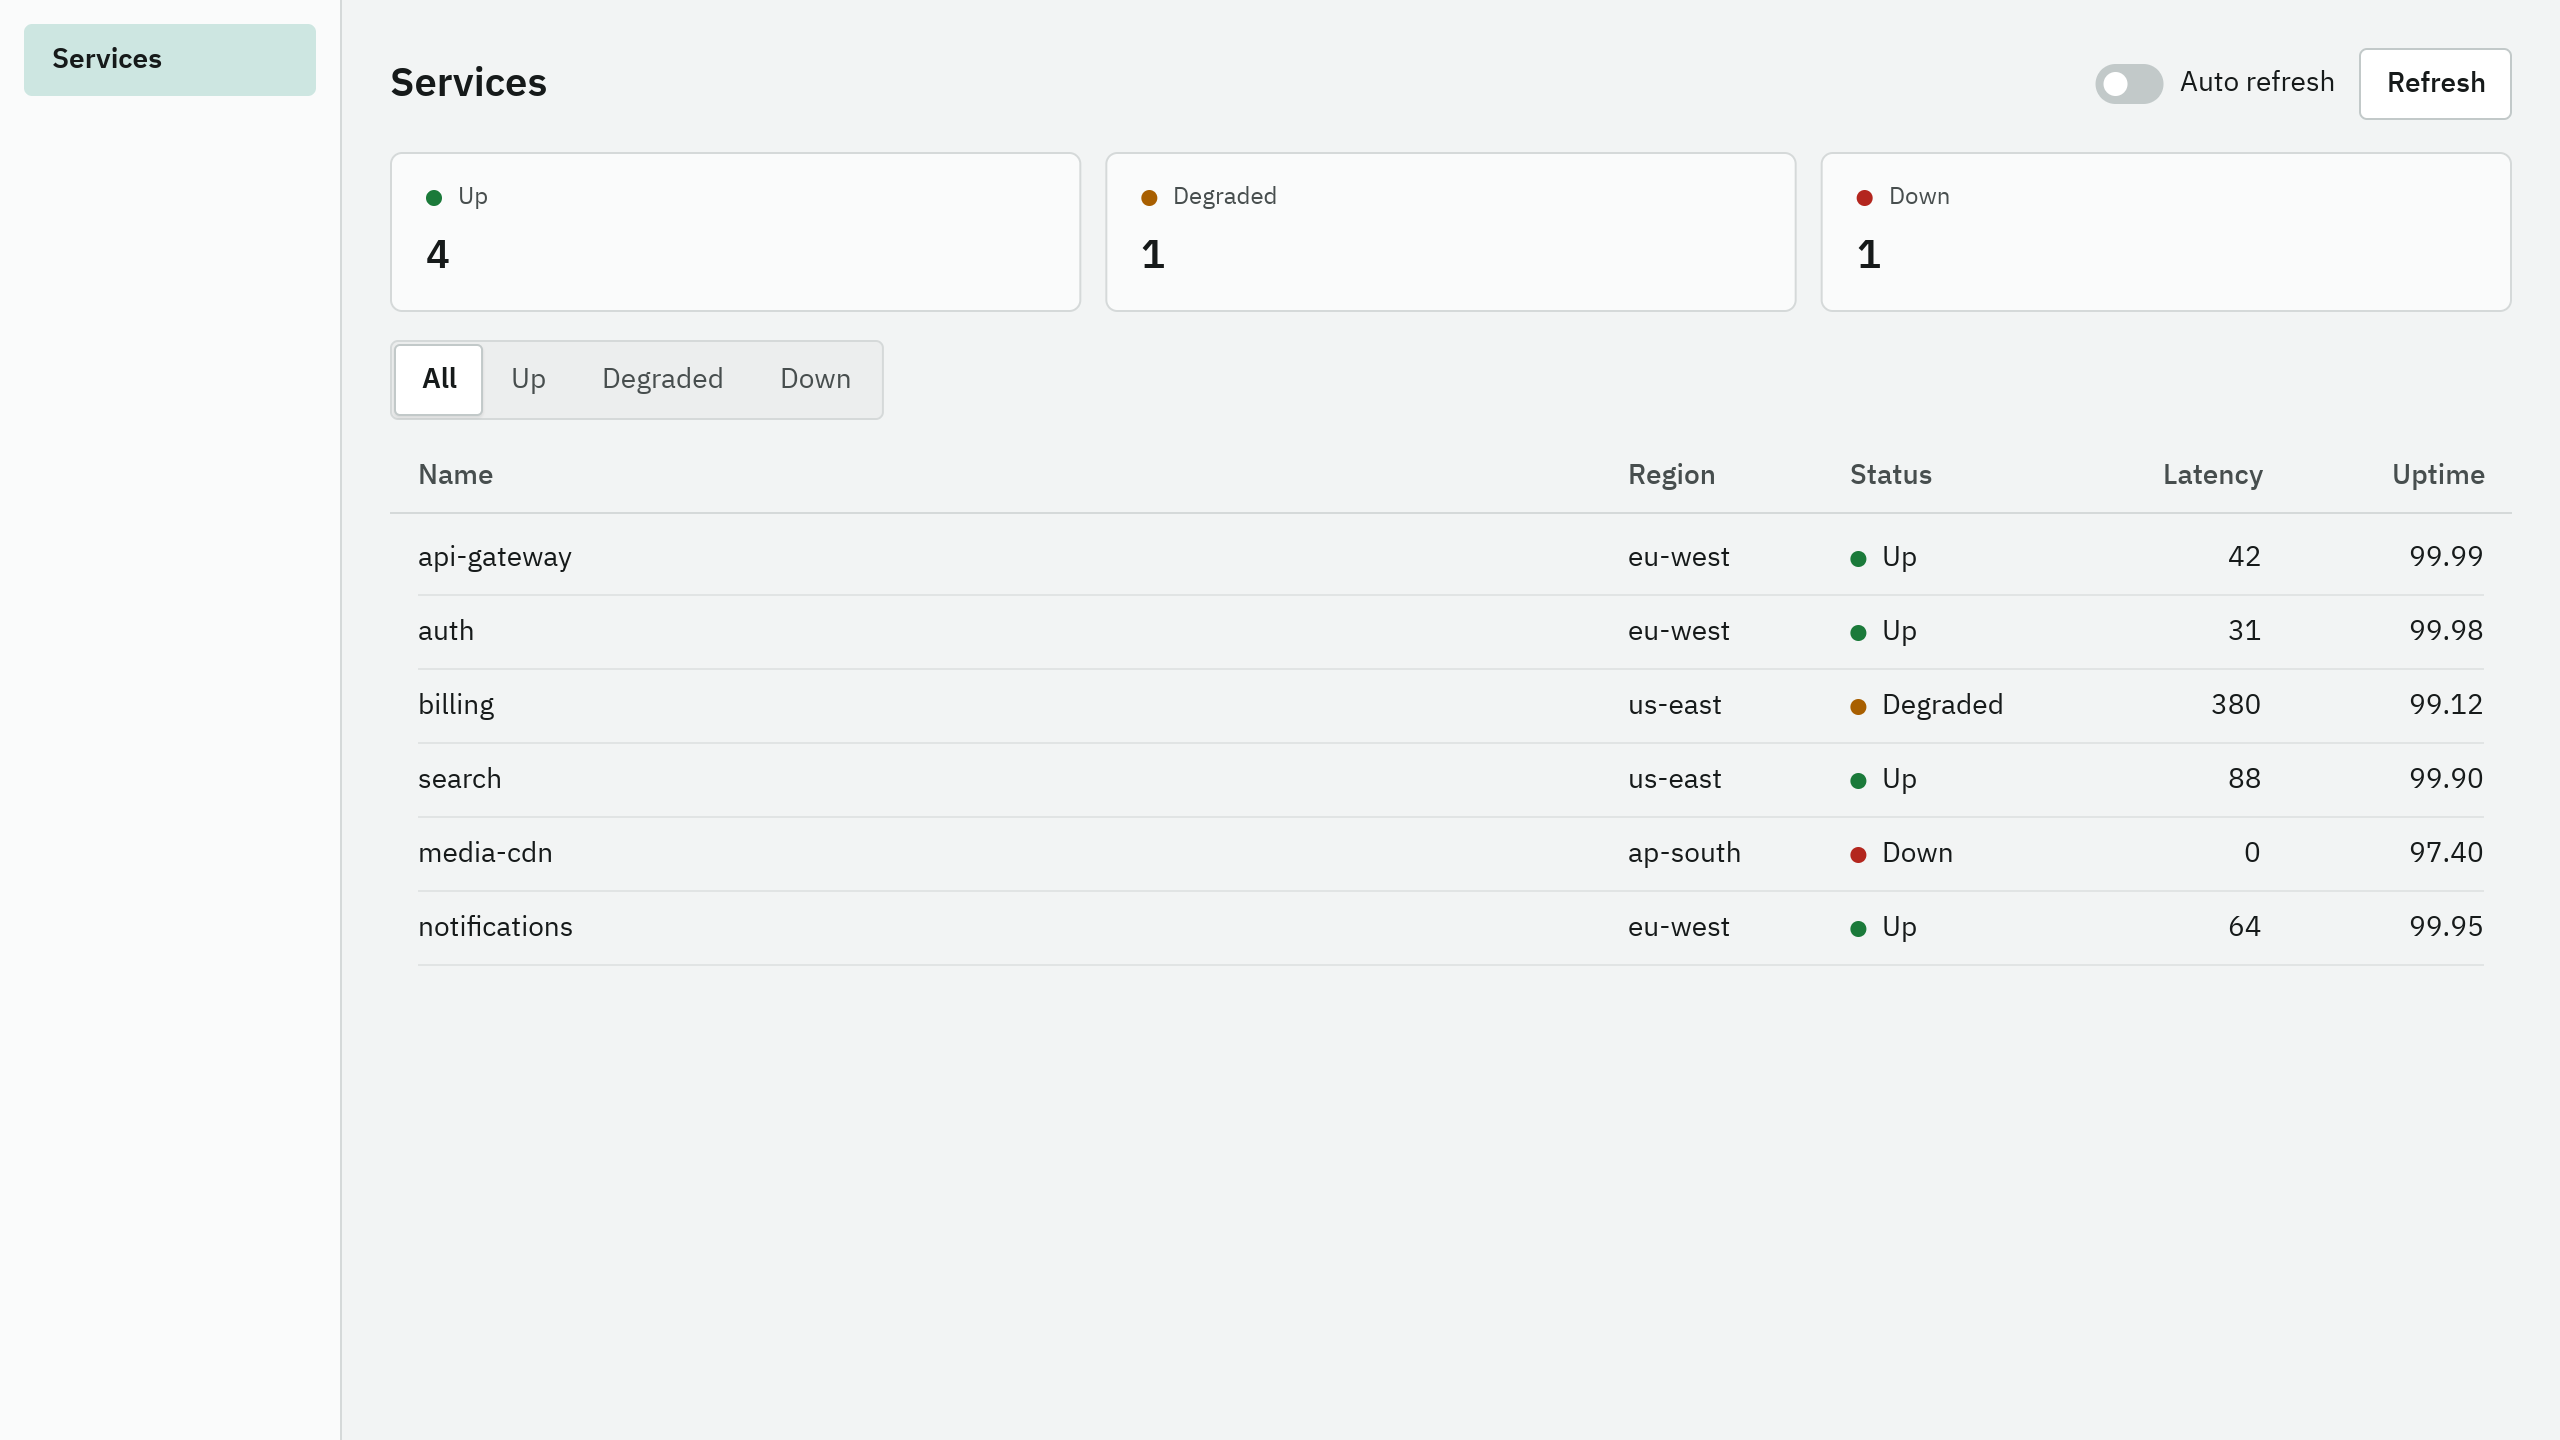 Services
Services
Auto refresh
Refresh
Up
4
Degraded
1
Down
1
All Up Degraded Down
Name Region Status Latency Uptime
api-gateway eu-west Up 42 99.99
auth eu-west Up 31 99.98
billing us-east Degraded 380 99.12
search us-east Up 88 99.90
media-cdn ap-south Down 0 97.40
notifications eu-west Up 64 99.95